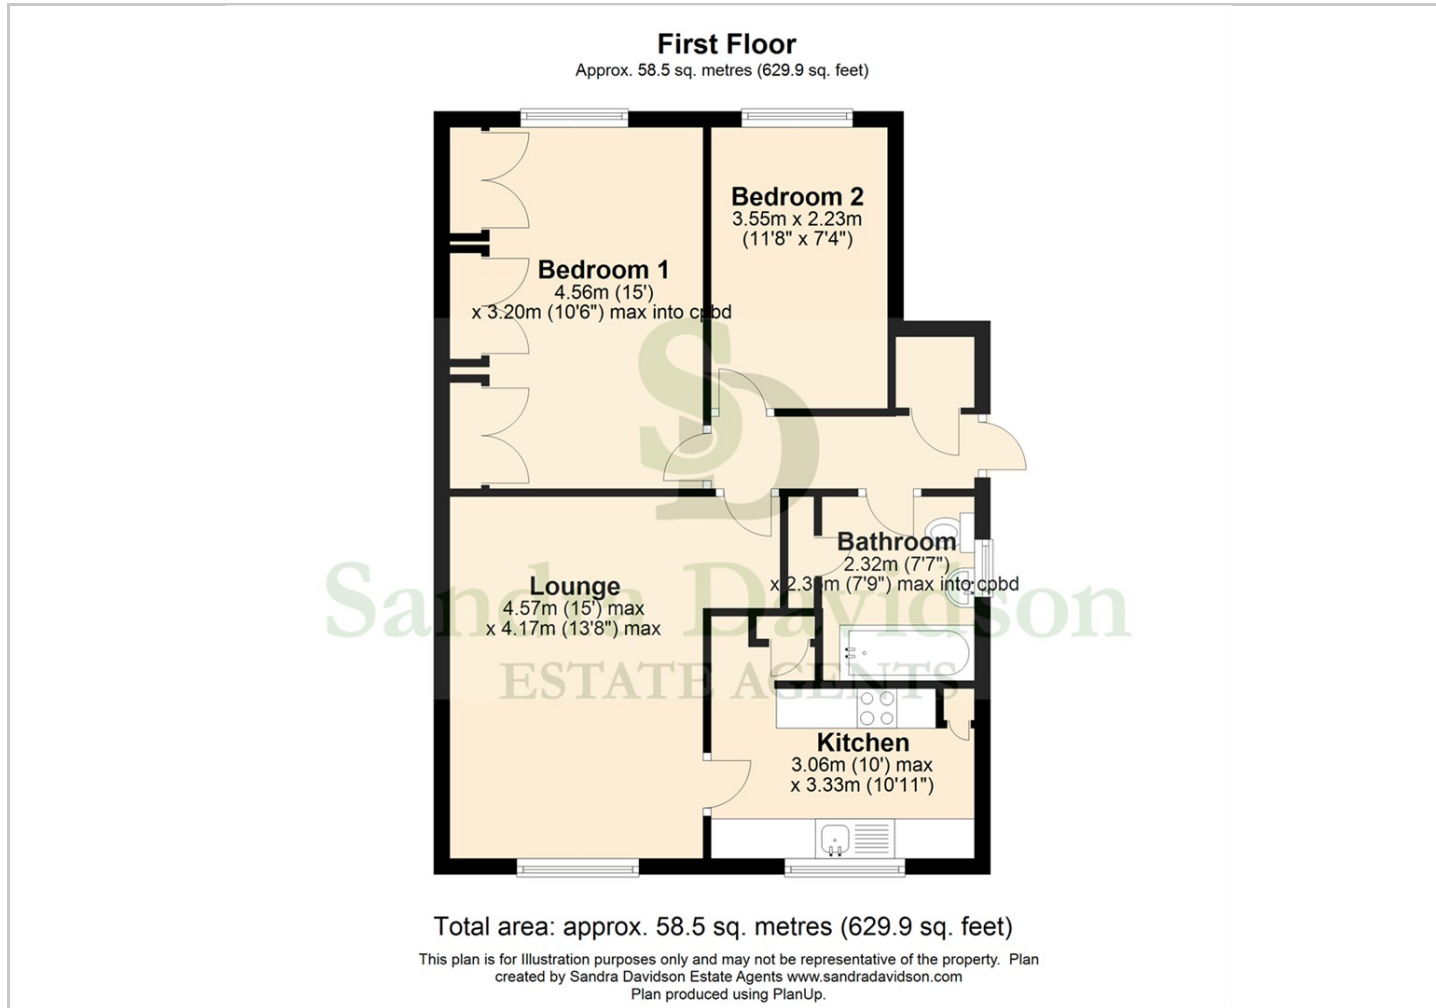 First Floor
Approx. 58.5 sq. metres (629.9 sq. feet)
Bedroom 2
3.55m x 2.23m
(11'8" x 7'4")
Bedroom 1
4.56m (15')
x 3.20m (10'6") max into cpbd
SD
Bathroom
2.32m (7'7")
x 2.35m (7'9") max into cpbd
Lounge
4.57m (15') max
x 4.17m (13'8") max
Sandra Davidson
ESTATE AGENTS
Kitchen
3.06m (10') max
x 3.33m (10'11")
Total area: approx. 58.5 sq. metres (629.9 sq. feet)
This plan is for Illustration purposes only and may not be representative of the property. Plan
created by Sandra Davidson Estate Agents www.sandradavidson.com
Plan produced using PlanUp.